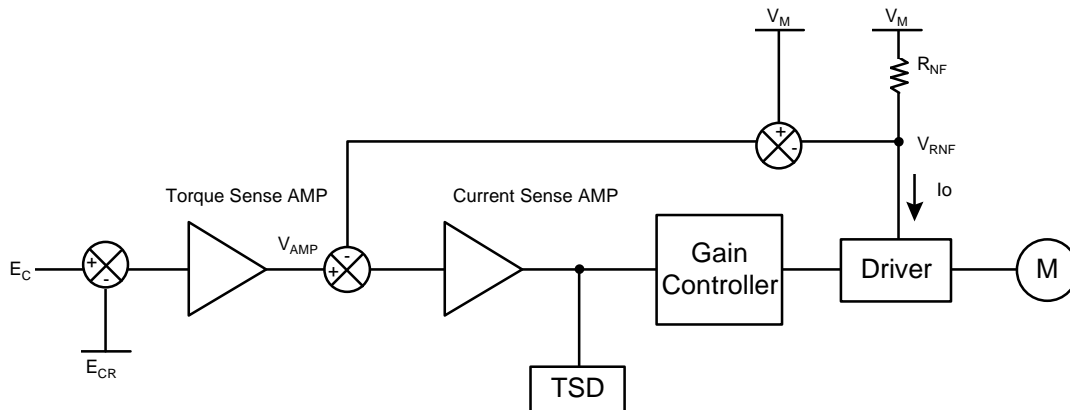 V_M
V_M
R_NF
+
-
V_RNF
Io
Torque Sense AMP
Current Sense AMP
E_C
+
-
V_AMP
+
-
Gain
Controller
Driver
M
E_CR
TSD